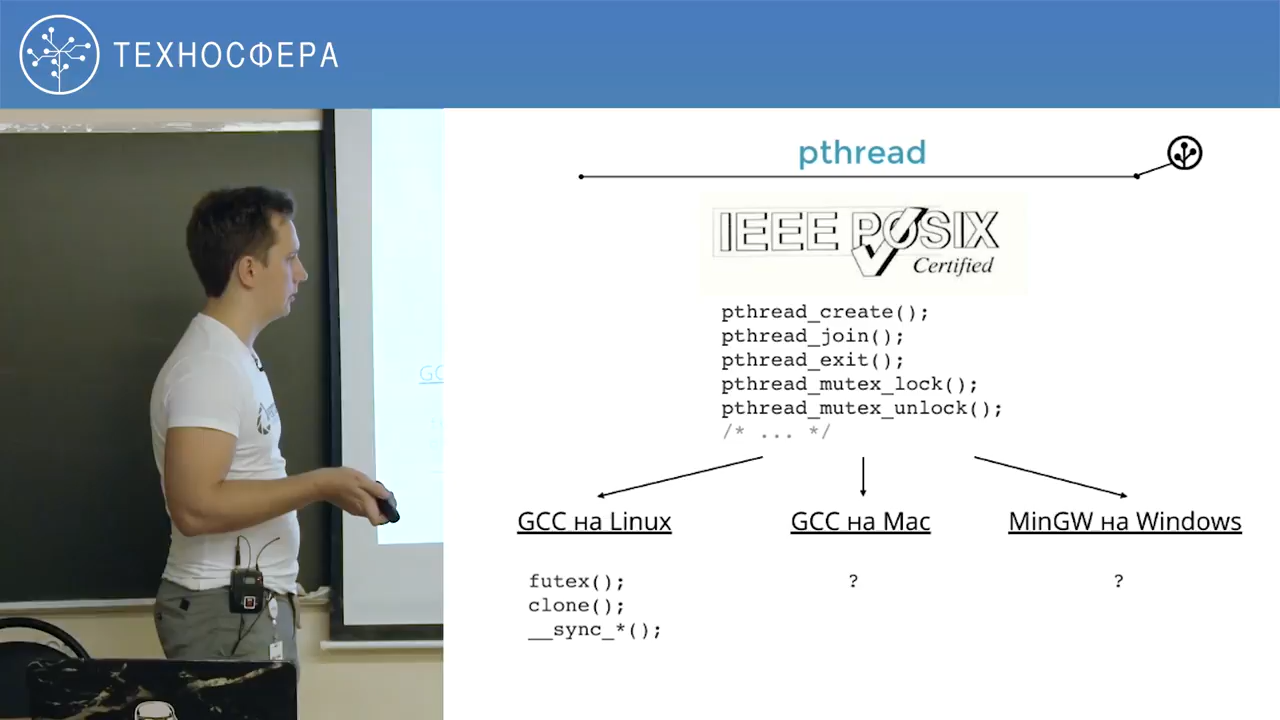 ТЕХНОСФЕРА
pthread
IEEE POSIX
Certified
pthread_create();
pthread_join();
pthread_exit();
pthread_mutex_lock();
pthread_mutex_unlock();
/* ... */
GCC на Linux
GCC на Mac
MinGW на Windows
futex();
clone();
__sync_*();
?
?
GC